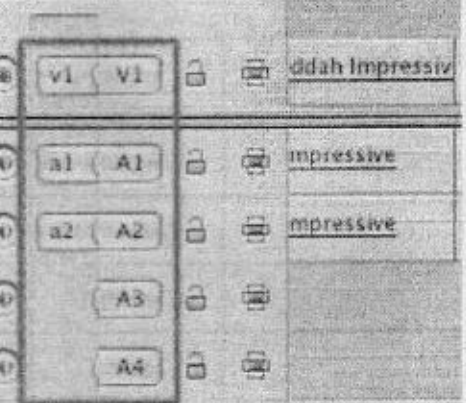 v1 V1 ddah Impressiv
a1 A1 mpressive
a2 A2 mpressive
A3
A4